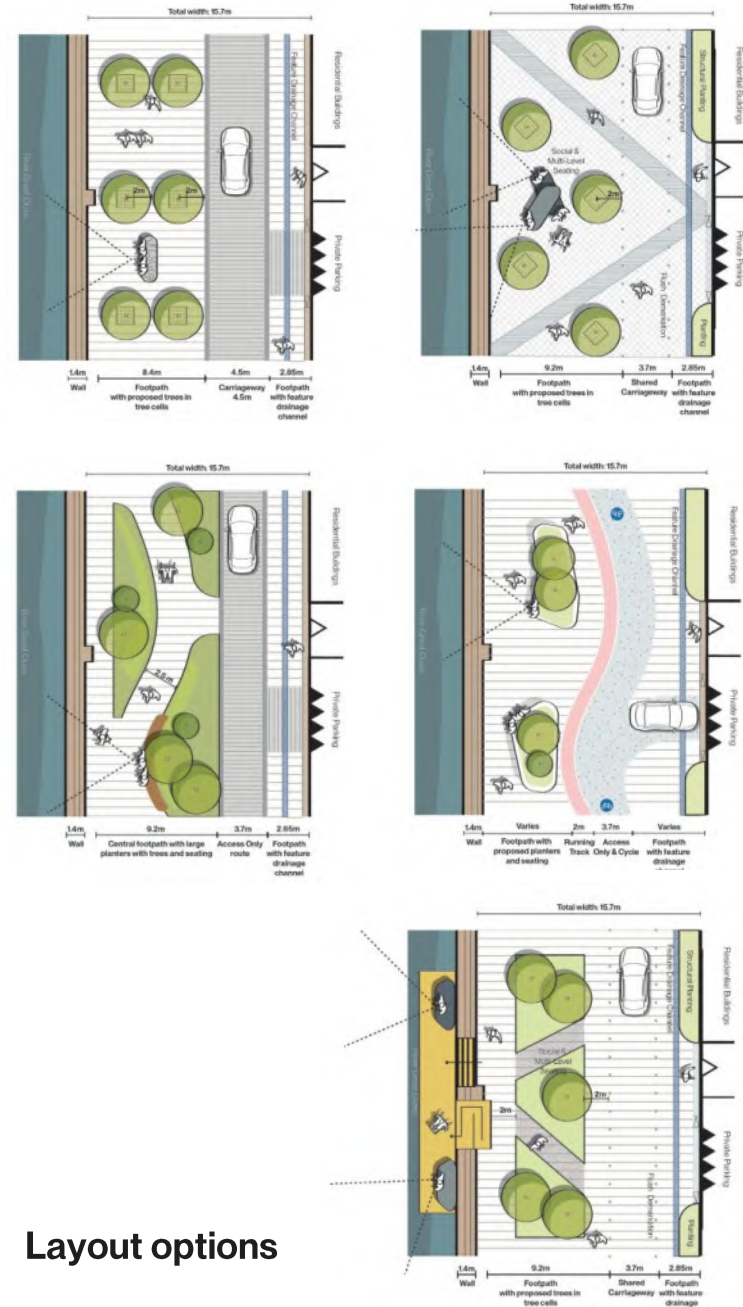 Total width: 15.7m
Residential Buildings
Feature Drainage Channel
2m
2m
Private Parking
1.4m
Wall
8.4m
Footpath
with proposed trees in
tree cells
4.5m
Carriageway
4.5m
2.85m
Footpath
with feature
drainage
channel
Total width: 15.7m
Residential Buildings
Structural Planting
Feature Drainage Channel
Social &
Multi-Level
Seating
2m
Private Parking
Flush Demarcation
Planting
1.4m
Wall
9.2m
Footpath
with proposed trees in
tree cells
3.7m
Shared
Carriageway
2.85m
Footpath
with feature
drainage
channel
Total width: 15.7m
Residential Buildings
2.6m
Private Parking
1.4m
Wall
9.2m
Central footpath with large
planters with trees and seating
3.7m
Access Only
route
2.85m
Footpath
with feature
drainage
channel
Total width: 15.7m
Residential Buildings
Feature Drainage Channel
Private Parking
1.4m
Wall
Varies
Footpath with
proposed planters
and seating
2m
Running
Track
3.7m
Access
Only & Cycle
Varies
Footpath
with feature
drainage
Total width: 15.7m
Residential Buildings
Structural Planting
Feature Drainage Channel
Social &
Multi-Level
Seating
2m
2m
Private Parking
Flush Demarcation
Planting
1.4m
Wall
9.2m
Footpath
with proposed trees in
tree cells
3.7m
Shared
Carriageway
2.85m
Footpath
with feature
drainage
Layout options